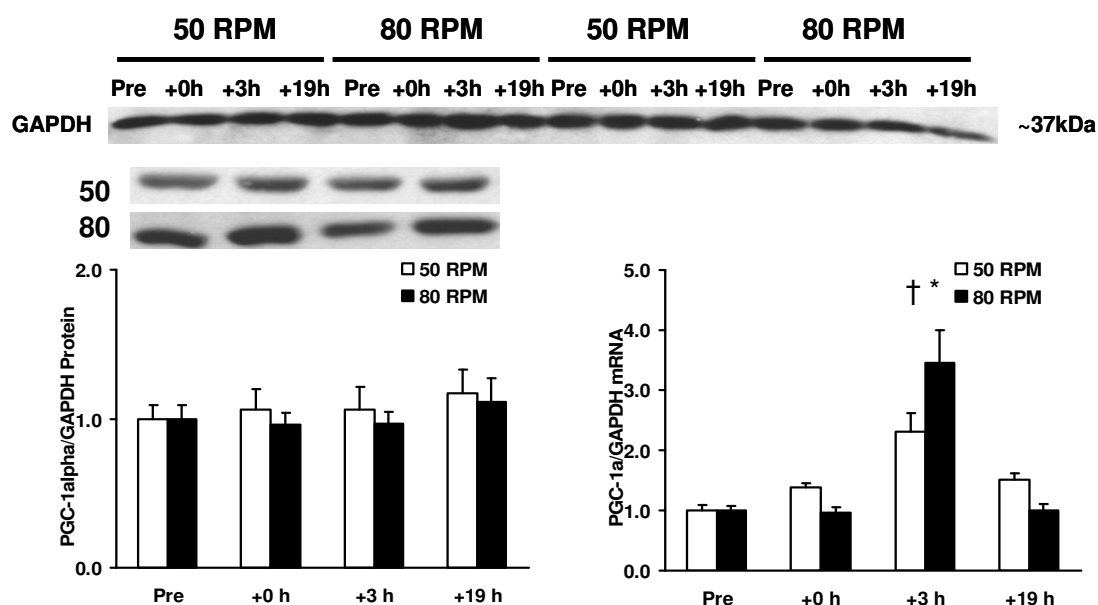 50 RPM 80 RPM 50 RPM 80 RPM
Pre +0h +3h +19h Pre +0h +3h +19h Pre +0h +3h +19h Pre +0h +3h +19h
GAPDH ~37kDa
50
80
2.0
1.0
0.0
PGC-1alpha/GAPDH Protein
50 RPM
80 RPM
Pre +0 h +3 h +19 h
5.0
4.0
3.0
2.0
1.0
0.0
PGC-1a/GAPDH mRNA
50 RPM
80 RPM
† *
Pre +0 h +3 h +19 h